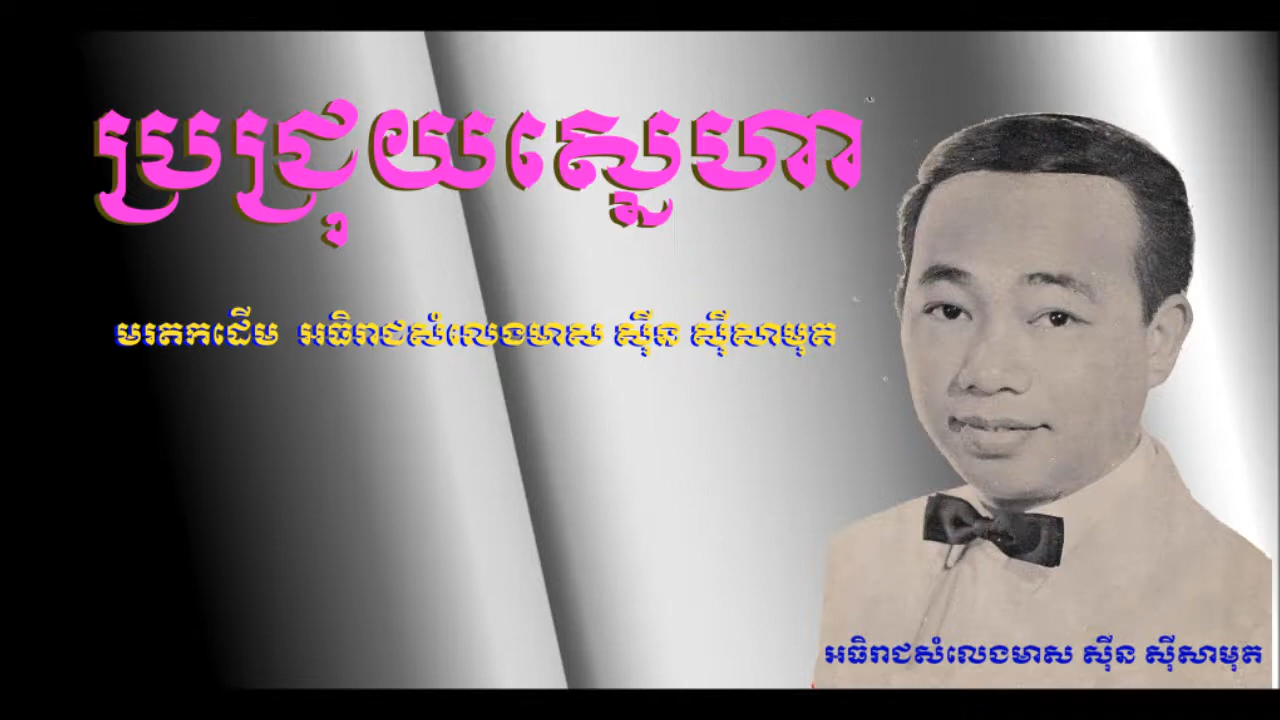 ប្រជ្រុយស្នេហា
មរតកដើម អធិរាជសំលេងមាស ស៊ីន ស៊ីសាមុត
អធិរាជសំលេងមាស ស៊ីន ស៊ីសាមុត